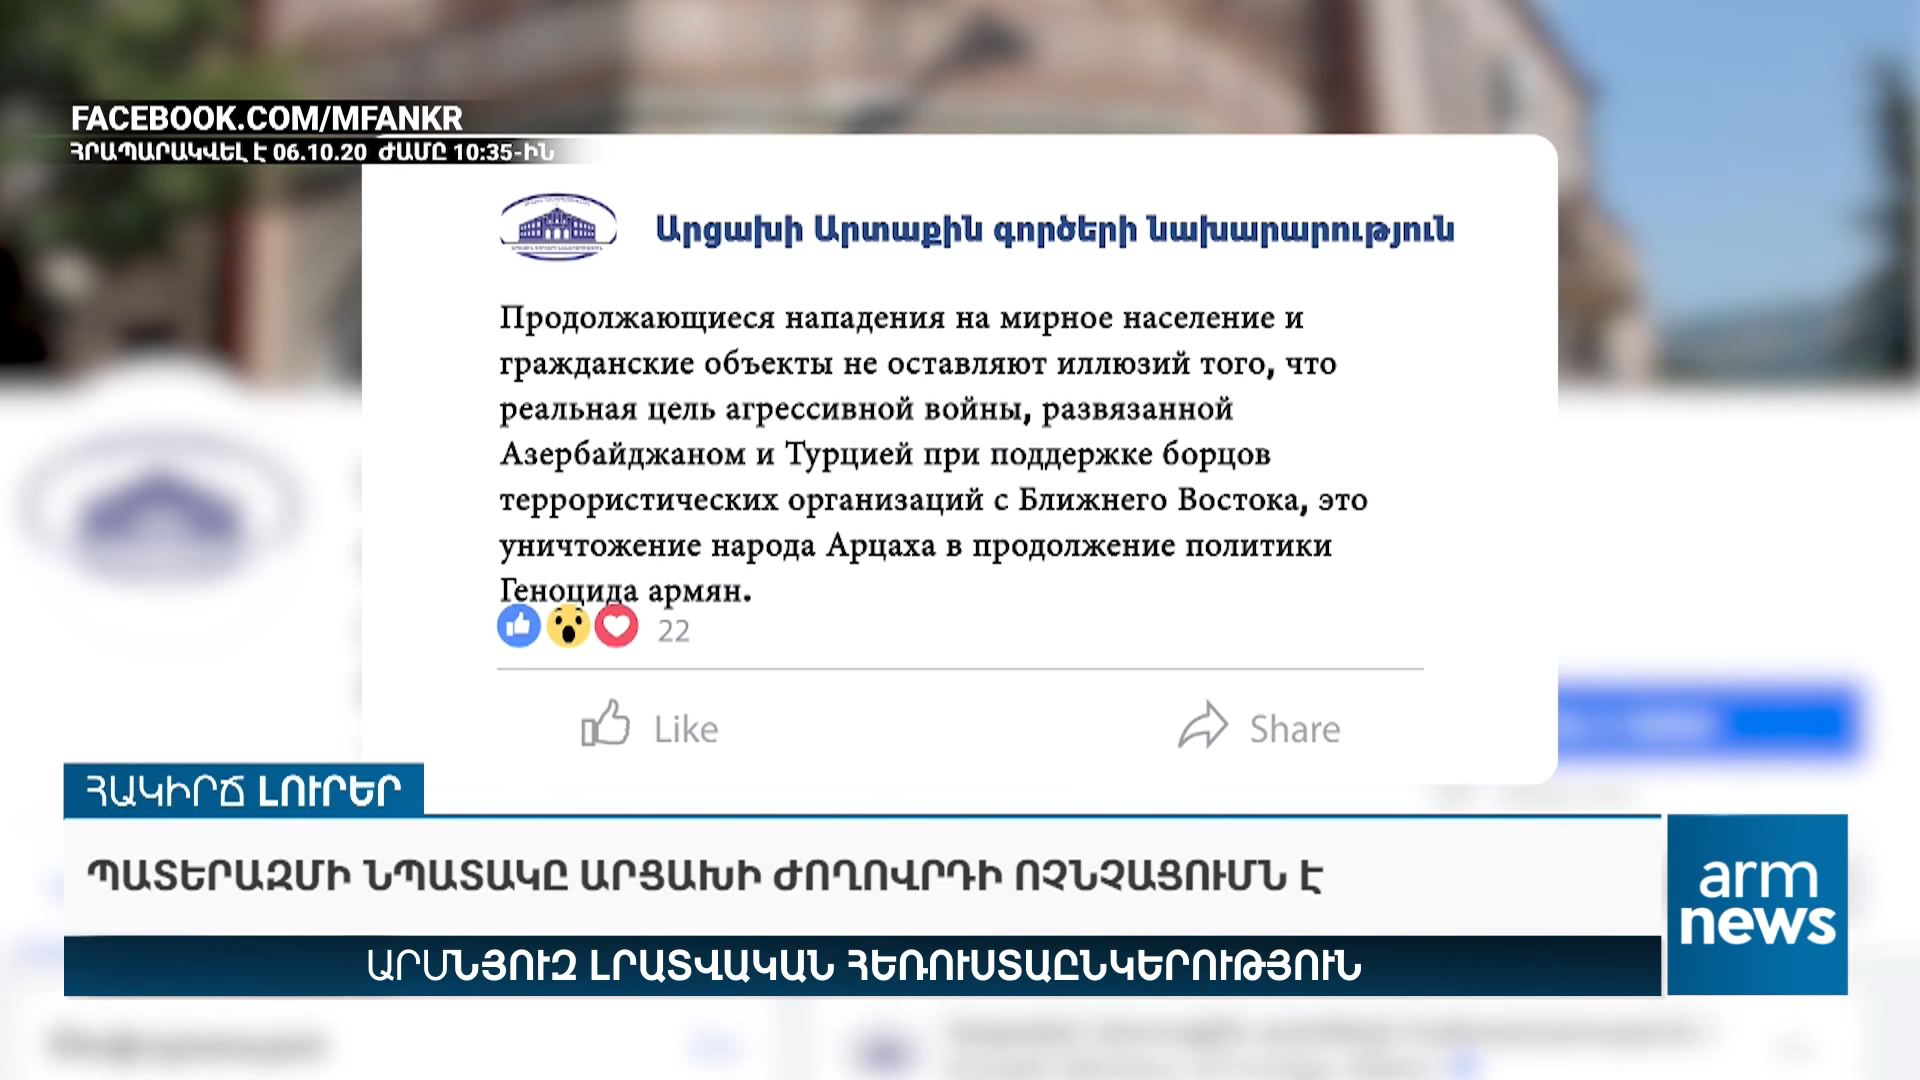 FACEBOOK.COM/MFANKR
ՀՐԱՊԱՐԱԿՎԵԼ Է 06.10.20 ԺԱՄԸ 10:35-ԻՆ
Արցախի Արտաքին գործերի նախարարություն
Продолжающиеся нападения на мирное население и
гражданские объекты не оставляют иллюзий того, что
реальная цель агрессивной войны, развязанной
Азербайджаном и Турцией при поддержке борцов
террористических организаций с Ближнего Востока, это
уничтожение народа Арцаха в продолжение политики
Геноцида армян.
22
Like Share
ՀԱԿԻՐՃ ԼՈՒՐԵՐ
ՊԱՏԵՐԱԶՄԻ ՆՊԱՏԱԿԸ ԱՐՑԱԽԻ ԺՈՂՈՎՐԴԻ ՈՉՆՉԱՑՈՒՄՆ Է
arm
news
ԱՐՄՆՅՈՒԶ ԼՐԱՏՎԱԿԱՆ ՀԵՌՈՒՍՏԱԸՆԿԵՐՈՒԹՅՈՒՆ